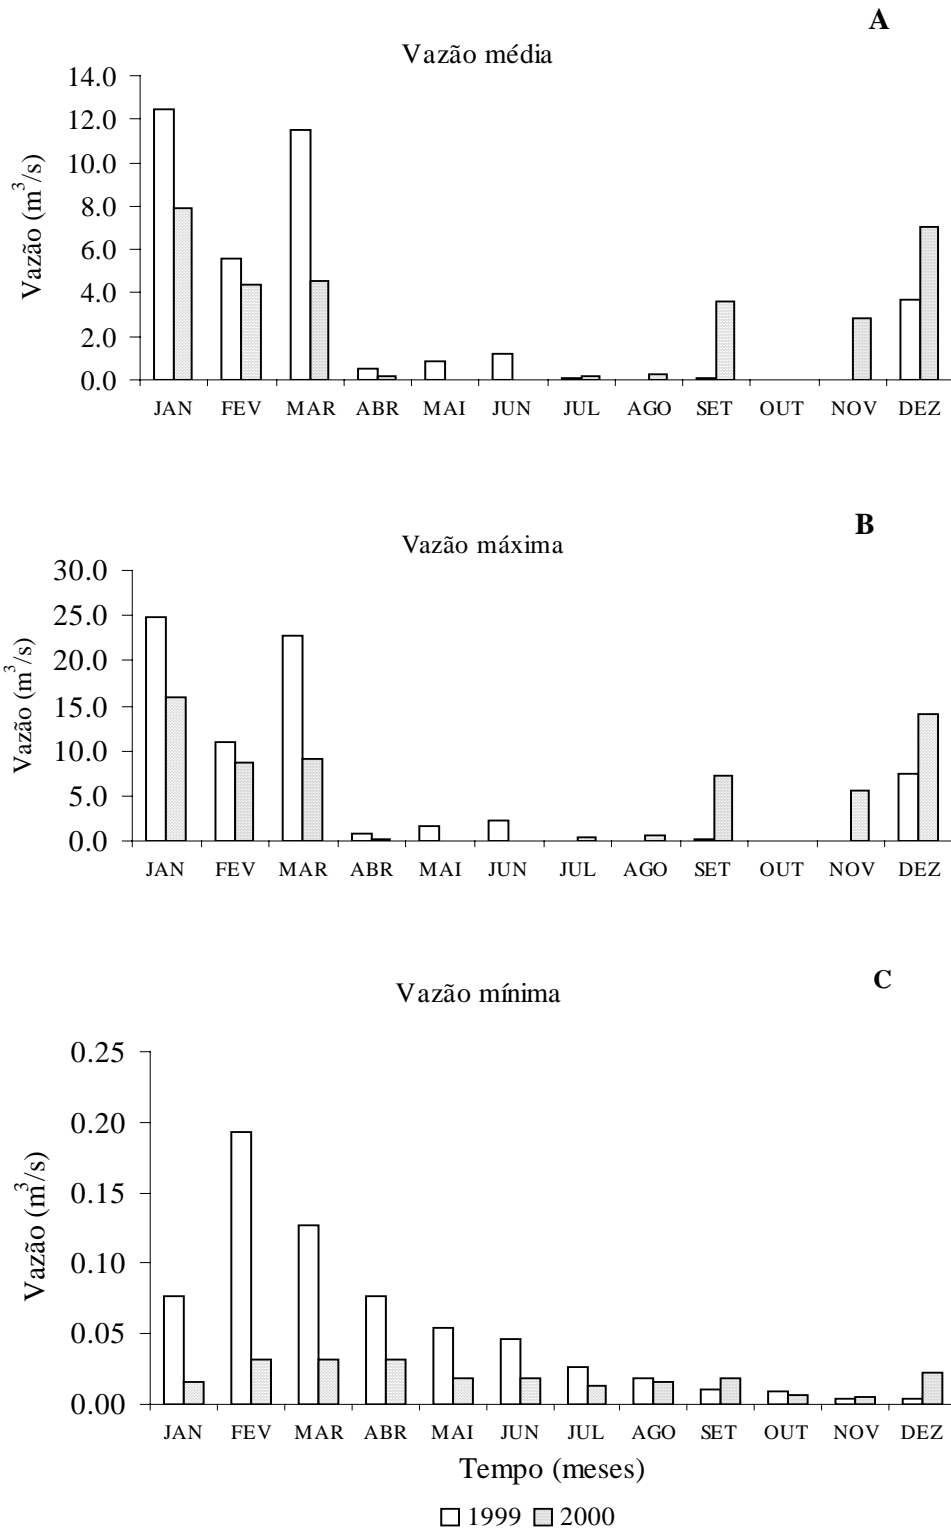 A
Vazão média
14.0
12.0
10.0
8.0
6.0
4.0
2.0
0.0
Vazão (m³/s)
JAN FEV MAR ABR MAI JUN JUL AGO SET OUT NOV DEZ
B
Vazão máxima
30.0
25.0
20.0
15.0
10.0
5.0
0.0
Vazão (m³/s)
JAN FEV MAR ABR MAI JUN JUL AGO SET OUT NOV DEZ
C
Vazão mínima
0.25
0.20
0.15
0.10
0.05
0.00
Vazão (m³/s)
JAN FEV MAR ABR MAI JUN JUL AGO SET OUT NOV DEZ
Tempo (meses)
1999 2000